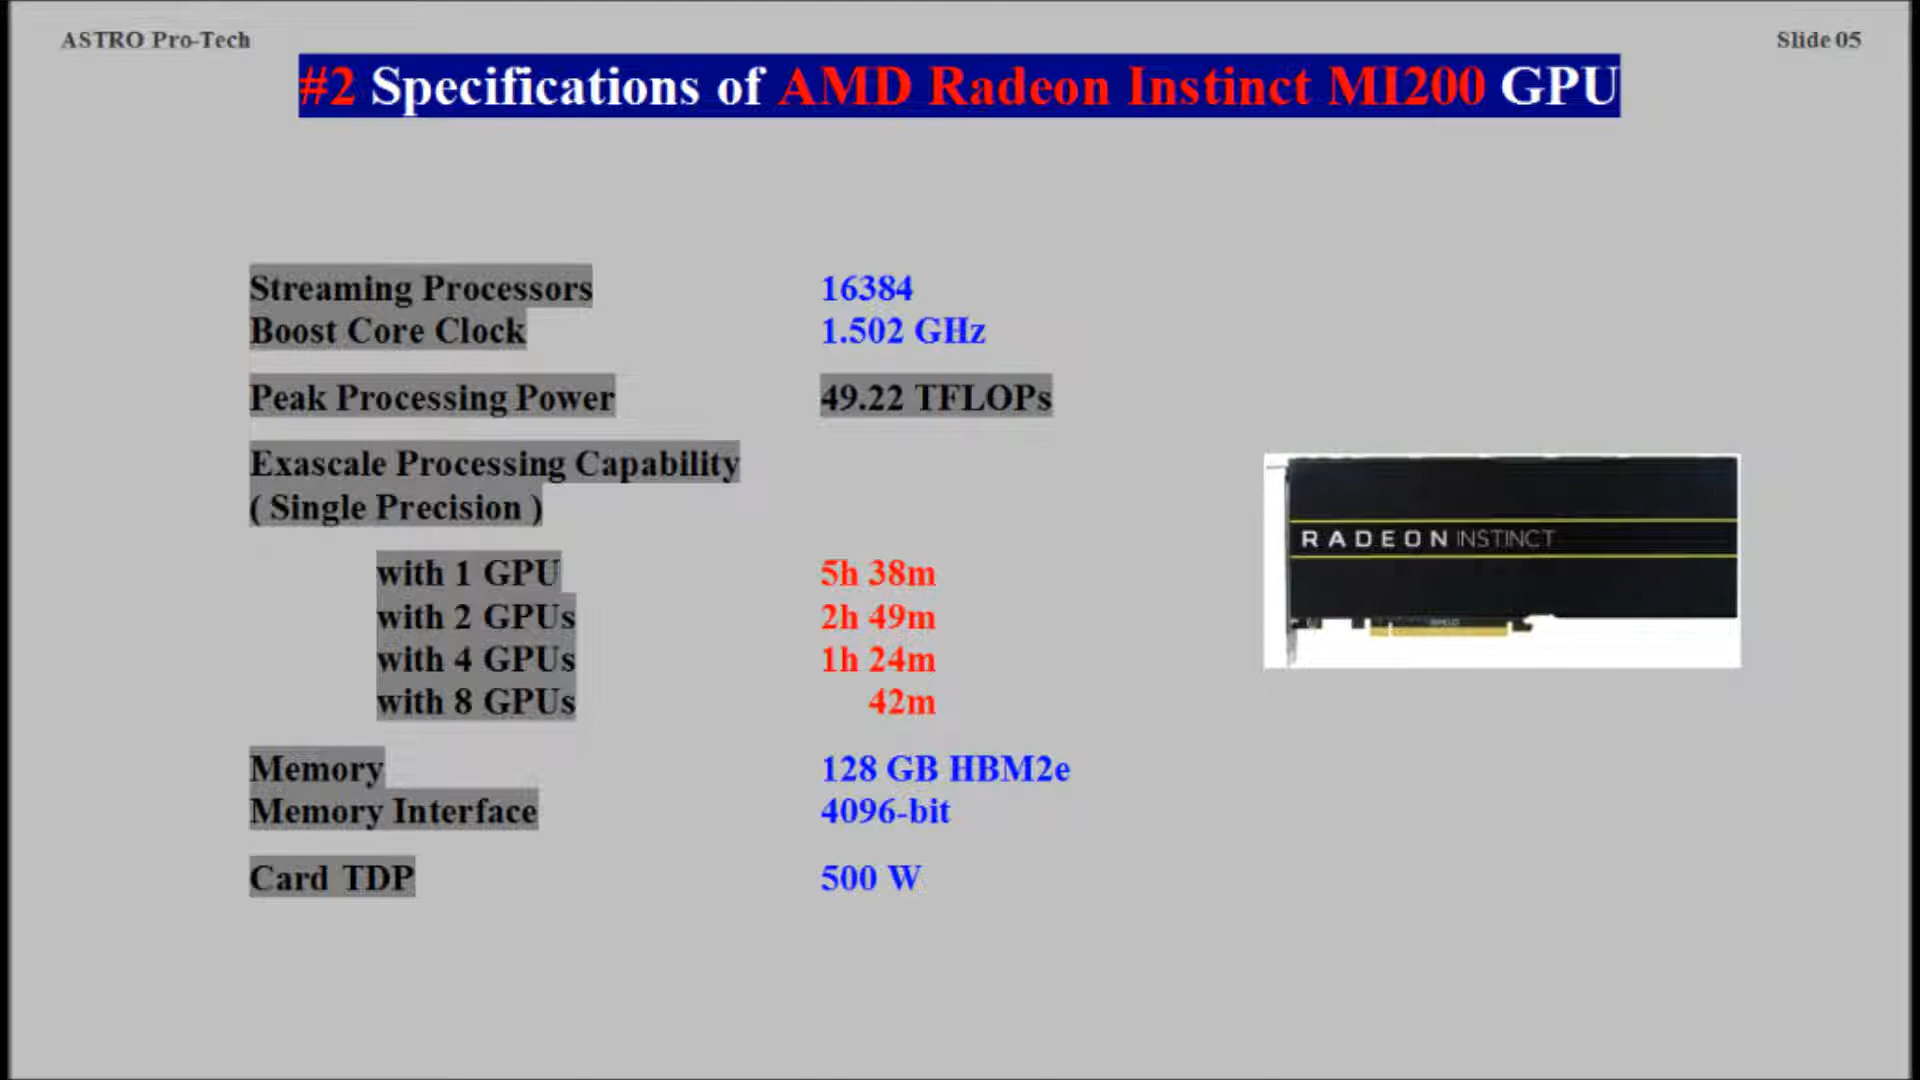 ASTRO Pro-Tech
Slide 05
#2 Specifications of AMD Radeon Instinct MI200 GPU
Streaming Processors 16384
Boost Core Clock 1.502 GHz
Peak Processing Power 49.22 TFLOPs
Exascale Processing Capability
( Single Precision )
with 1 GPU 5h 38m
with 2 GPUs 2h 49m
with 4 GPUs 1h 24m
with 8 GPUs 42m
RADEON INSTINCT
Memory 128 GB HBM2e
Memory Interface 4096-bit
Card TDP 500 W